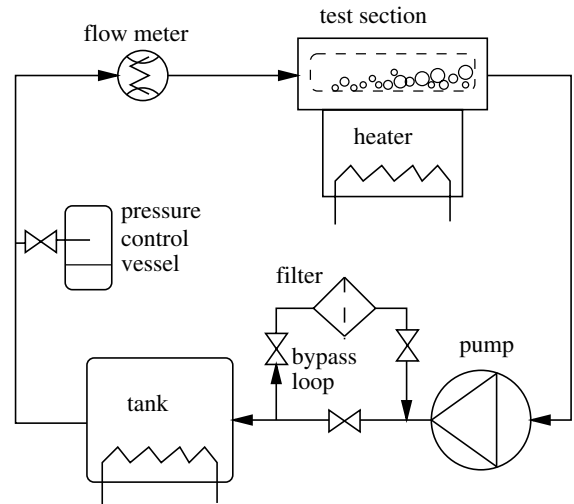 test section
flow meter
heater
pressure
control
vessel
filter
bypass
loop
pump
tank